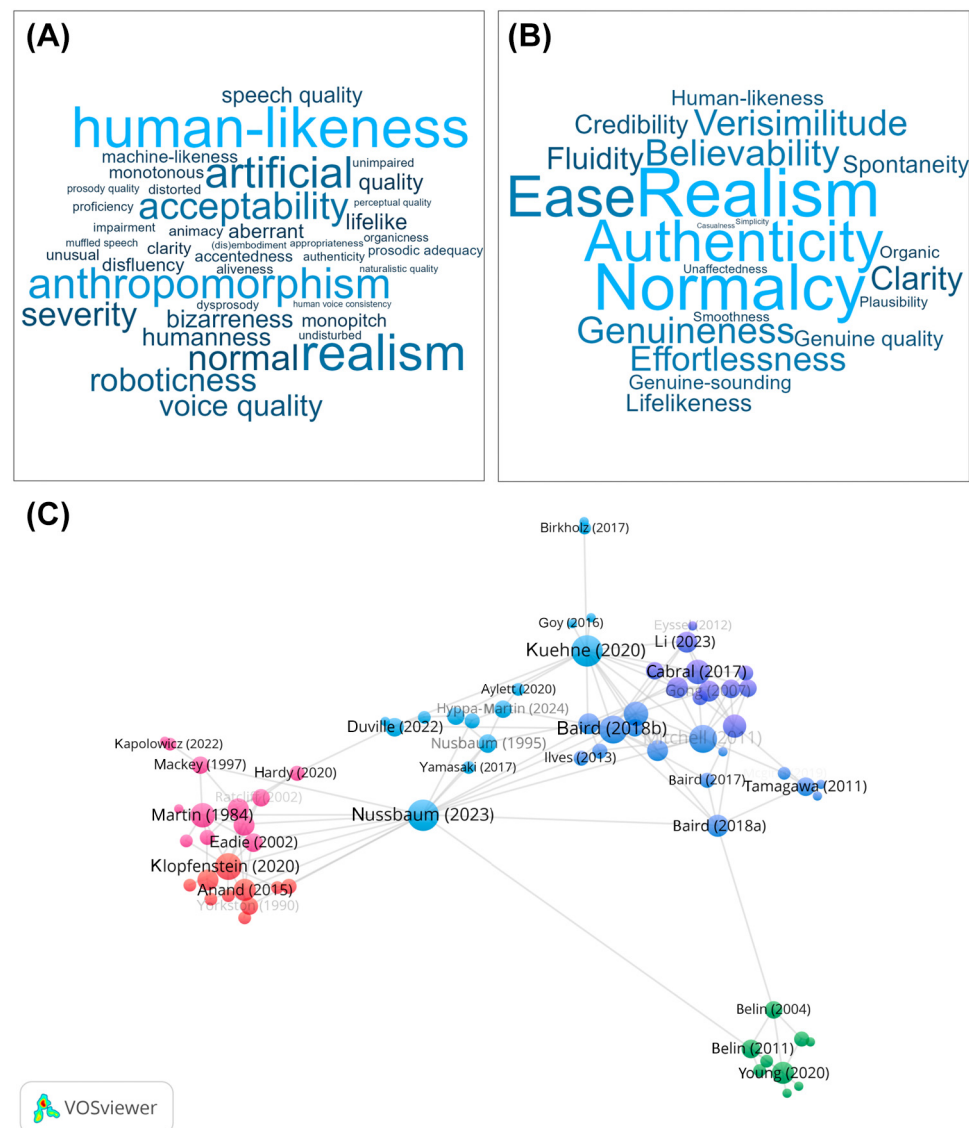 (A)
speech quality
human-likeness
machine-likeness
monotonous
artificial
unimpaired
quality
prosody quality
distorted
proficiency
acceptability
perceptual quality
lifelike
impairment
animacy
aberrant
organicness
muffled speech
clarity
(dis)embodiment
appropriateness
unusual
accentedness
authenticity
prosodic adequacy
disfluency
aliveness
naturalistic quality
anthropomorphism
dysprosody
human voice consistency
severity
bizarreness
monopitch
humanness
undisturbed
normal
realism
roboticness
voice quality
(B)
Human-likeness
Credibility
Verisimilitude
Fluidity
Believability
Spontaneity
Ease
Realism
Casualness
Simplicity
Authenticity
Organic
Unaffectedness
Normalcy
Clarity
Plausibility
Smoothness
Genuineness
Genuine quality
Effortlessness
Genuine-sounding
Lifelikeness
(C)
Birkholz (2017)
Goy (2016)
Eyssel (2012)
Kuehne (2020)
Li (2023)
Cabral (2017)
Gong (2007)
Aylett (2020)
Hyppa-Martin (2024)
Duville (2022)
Baird (2018b)
Mitchell (2011)
Kapolowicz (2022)
Nusbaum (1995)
Ilves (2013)
Mackey (1997)
Hardy (2020)
Yamasaki (2017)
Baird (2017)
Tamagawa (2011)
Ratcliff (2002)
Martin (1984)
Nussbaum (2023)
Baird (2018a)
Eadie (2002)
Klopfenstein (2020)
Anand (2015)
Yorkston (1990)
Belin (2004)
Belin (2011)
Young (2020)
VOSviewer